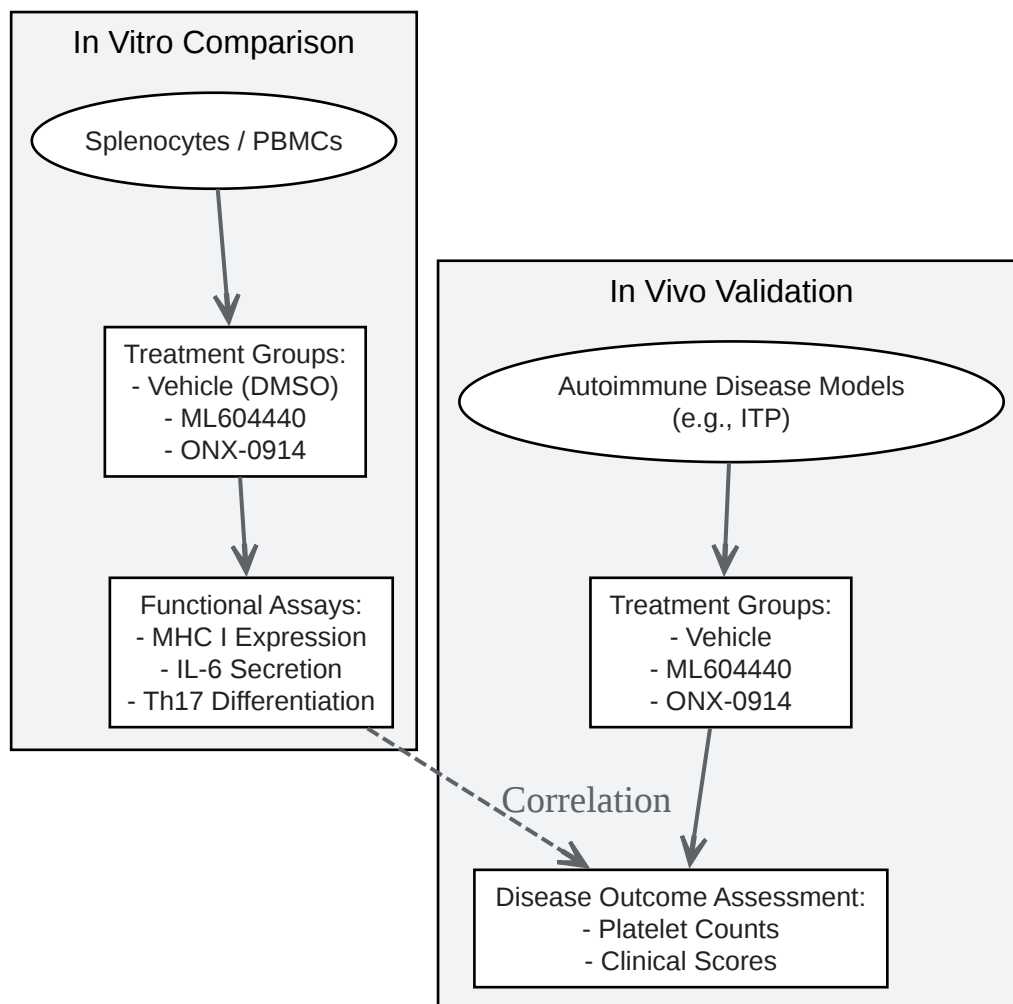 In Vitro Comparison
Splenocytes / PBMCs
Treatment Groups:
- Vehicle (DMSO)
- ML604440
- ONX-0914
Functional Assays:
- MHC I Expression
- IL-6 Secretion
- Th17 Differentiation
In Vivo Validation
Autoimmune Disease Models
(e.g., ITP)
Treatment Groups:
- Vehicle
- ML604440
- ONX-0914
Correlation
Disease Outcome Assessment:
- Platelet Counts
- Clinical Scores